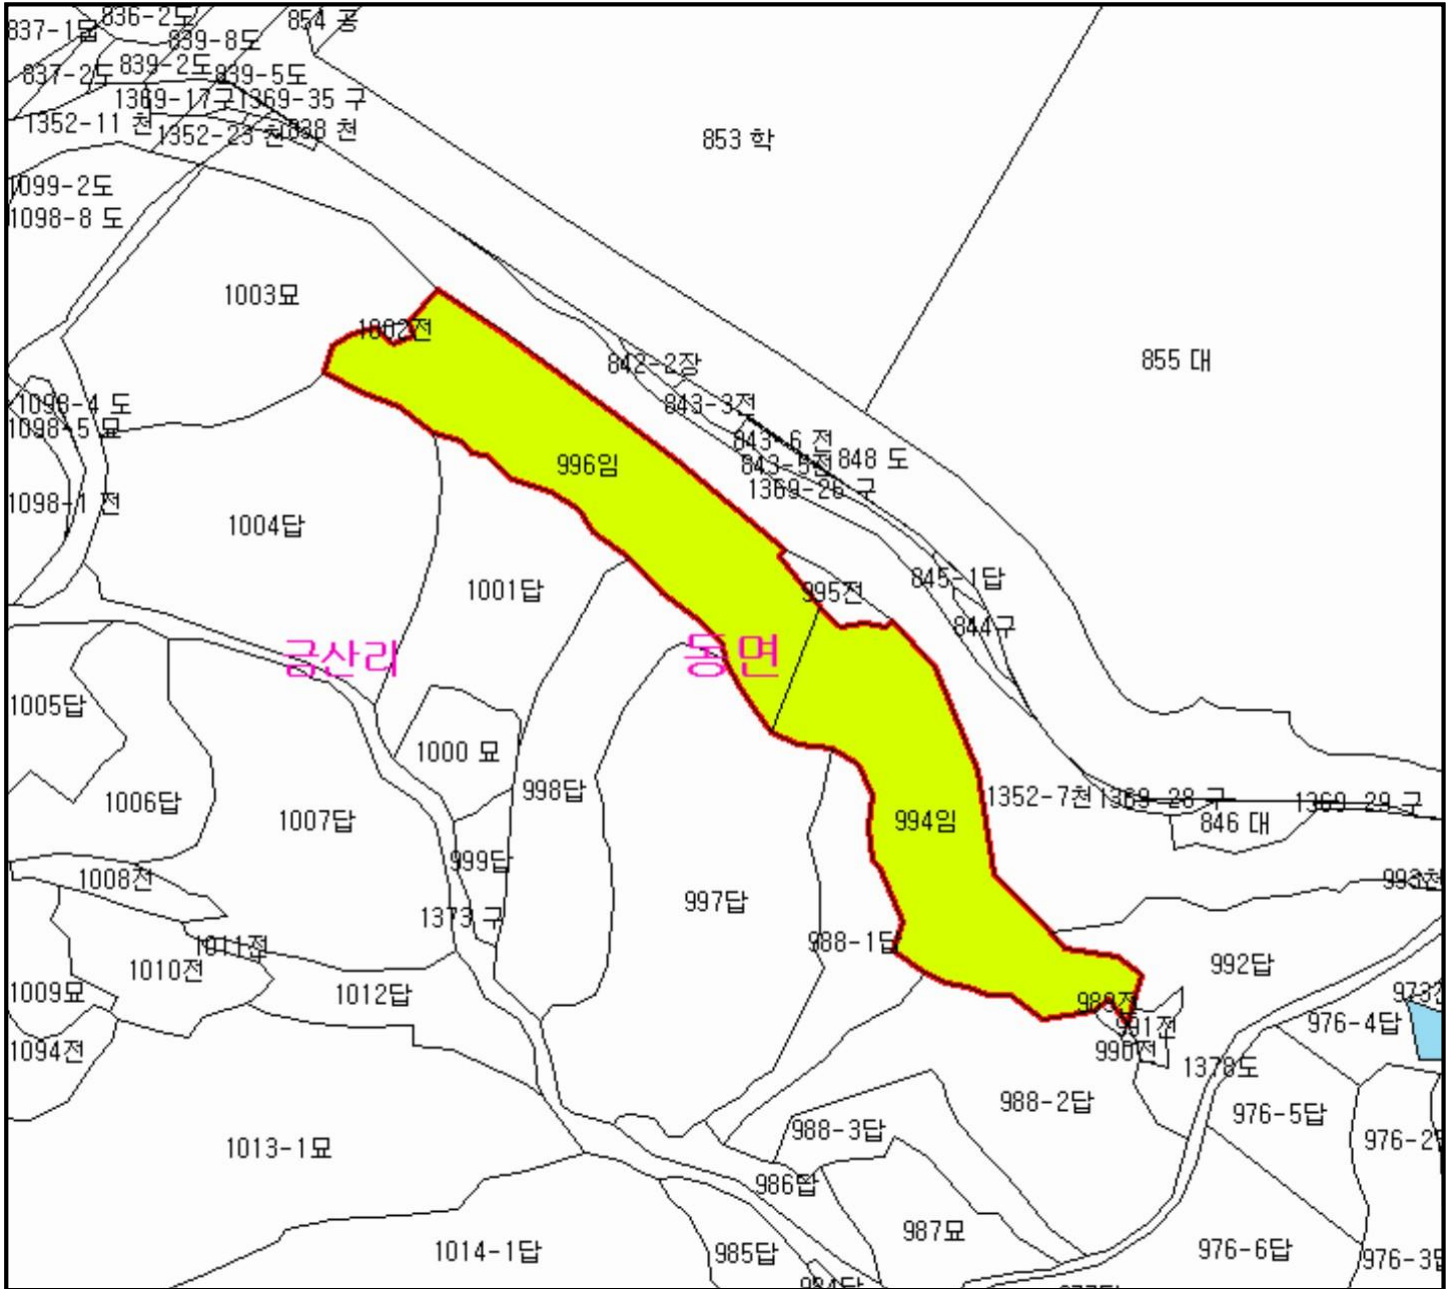 836-2도
854 공
839-8도
839-2도
837-2도
839-5도
1369-17구
1369-35 구
1352-11 천
1352-23 천
838 천
853 학
1099-2도
1098-8 도
1003묘
1002전
842-2장
855 대
843-3전
1098-4 도
1098-5 묘
843-6 전
843-5전
848 도
996임
1369-26 구
1098-1 전
1004답
845-1답
1001답
995전
844구
금산리
동면
1005답
1000 묘
998답
1006답
1007답
1352-7천
1369-28 구
1369-29 구
846 대
994임
999답
1008전
993천
997답
1373 구
988-1답
1011전
1010전
992답
1009묘
1012답
989전
991전
976-4답
1094전
990전
1378도
988-2답
976-5답
988-3답
1013-1묘
986답
987묘
1014-1답
985답
976-6답
984답